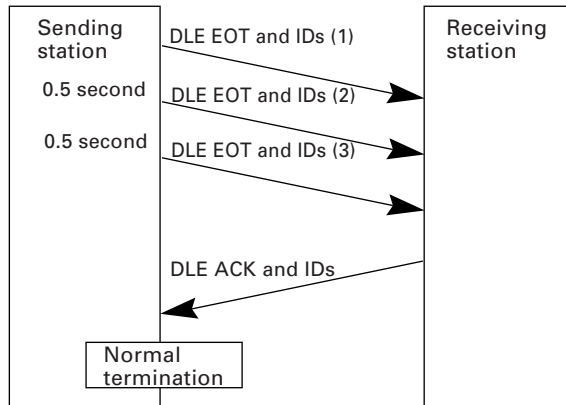 Sending
station
Receiving
station
DLE EOT and IDs (1)
0.5 second
DLE EOT and IDs (2)
0.5 second
DLE EOT and IDs (3)
DLE ACK and IDs
Normal
termination